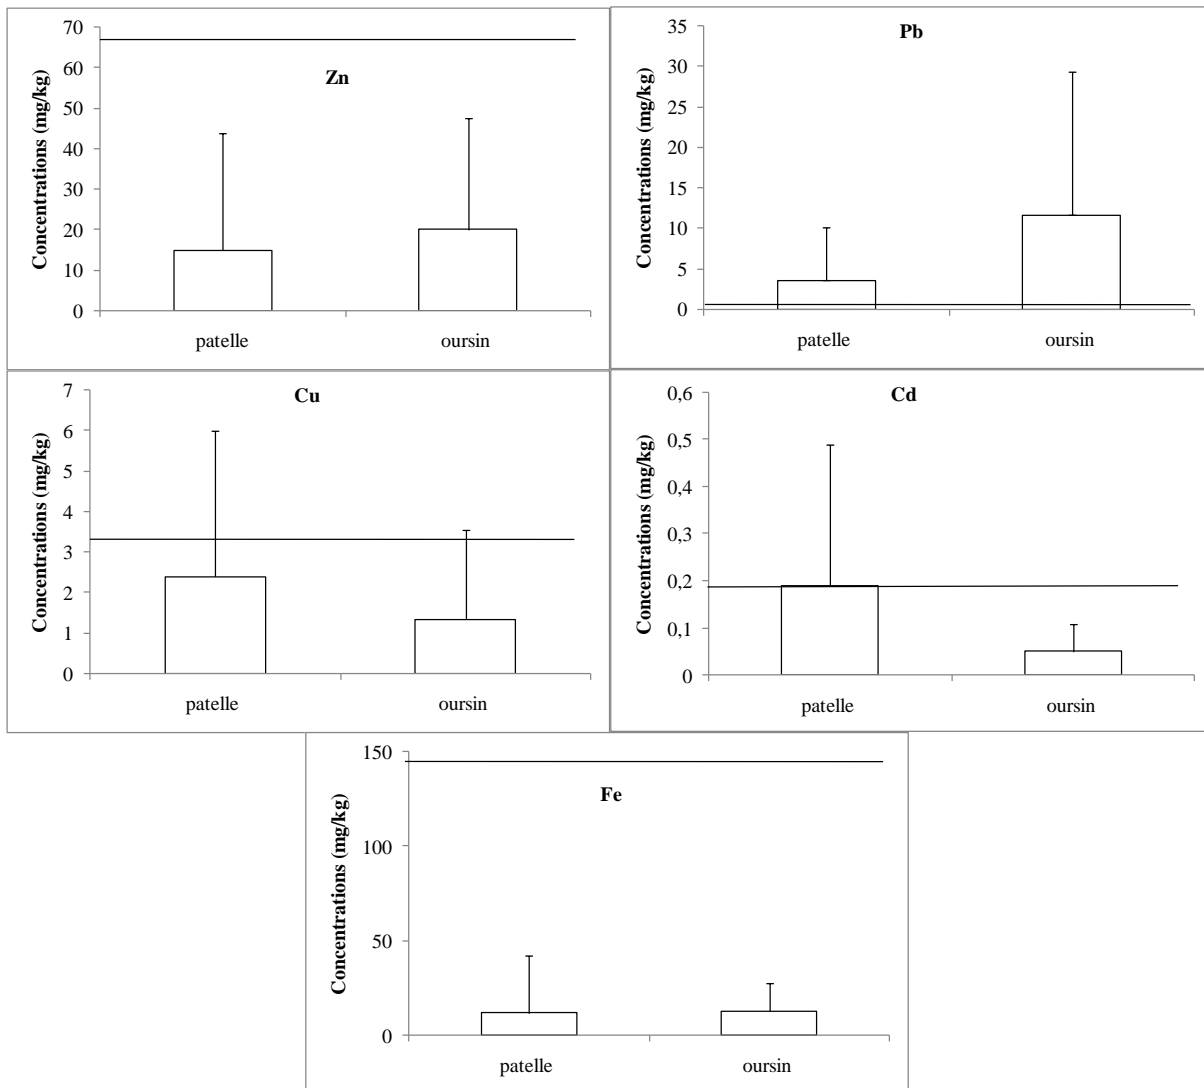 Zn
Concentrations (mg/kg)
70
60
50
40
30
20
10
0
patelle oursin
Pb
Concentrations (mg/kg)
35
30
25
20
15
10
5
0
patelle oursin
Cu
Concentrations (mg/kg)
7
6
5
4
3
2
1
0
patelle oursin
Cd
Concentrations (mg/kg)
0,6
0,5
0,4
0,3
0,2
0,1
0
patelle oursin
Fe
Concentrations (mg/kg)
150
100
50
0
patelle oursin